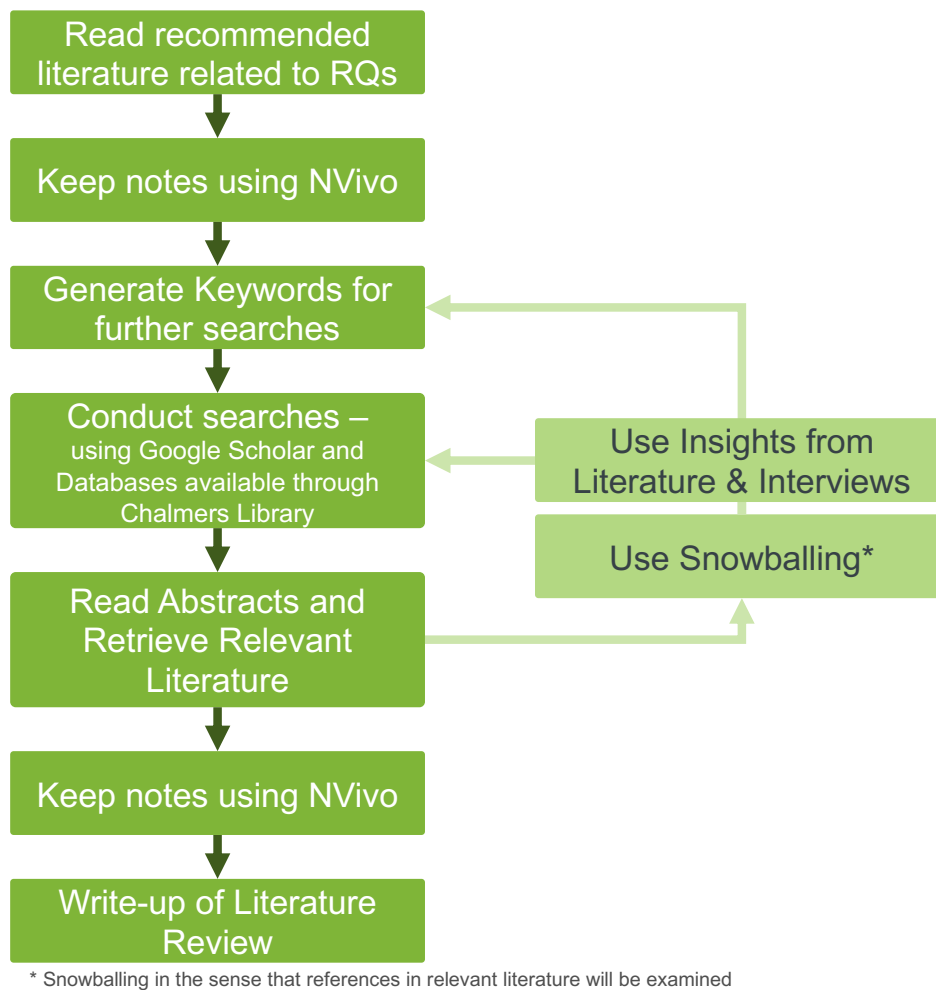 Read recommended
literature related to RQs
Keep notes using NVivo
Generate Keywords for
further searches
Conduct searches –
using Google Scholar and
Databases available through
Chalmers Library
Use Insights from
Literature & Interviews
Use Snowballing*
Read Abstracts and
Retrieve Relevant
Literature
Keep notes using NVivo
Write-up of Literature
Review
* Snowballing in the sense that references in relevant literature will be examined